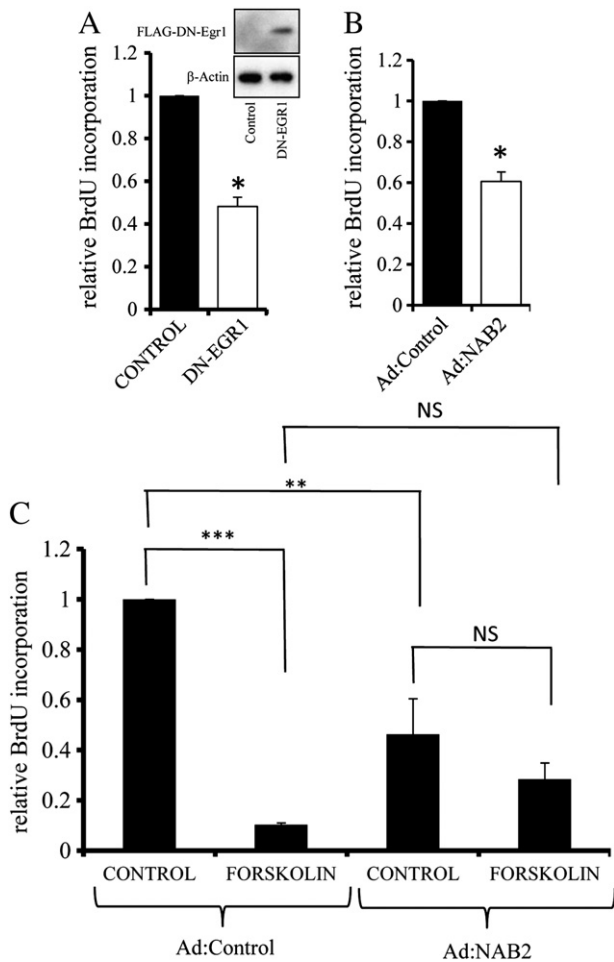 A
FLAG-DN-Egr1
β-Actin
Control
DN-EGR1
relative BrdU incorporation
1.2
1
0.8
0.6
0.4
0.2
0
*
CONTROL
DN-EGR1
B
relative BrdU incorporation
1.2
1
0.8
0.6
0.4
0.2
0
*
Ad:Control
Ad:NAB2
C
NS
**
***
NS
relative BrdU incorporation
1.2
1
0.8
0.6
0.4
0.2
0
CONTROL FORSKOLIN CONTROL FORSKOLIN
Ad:Control Ad:NAB2